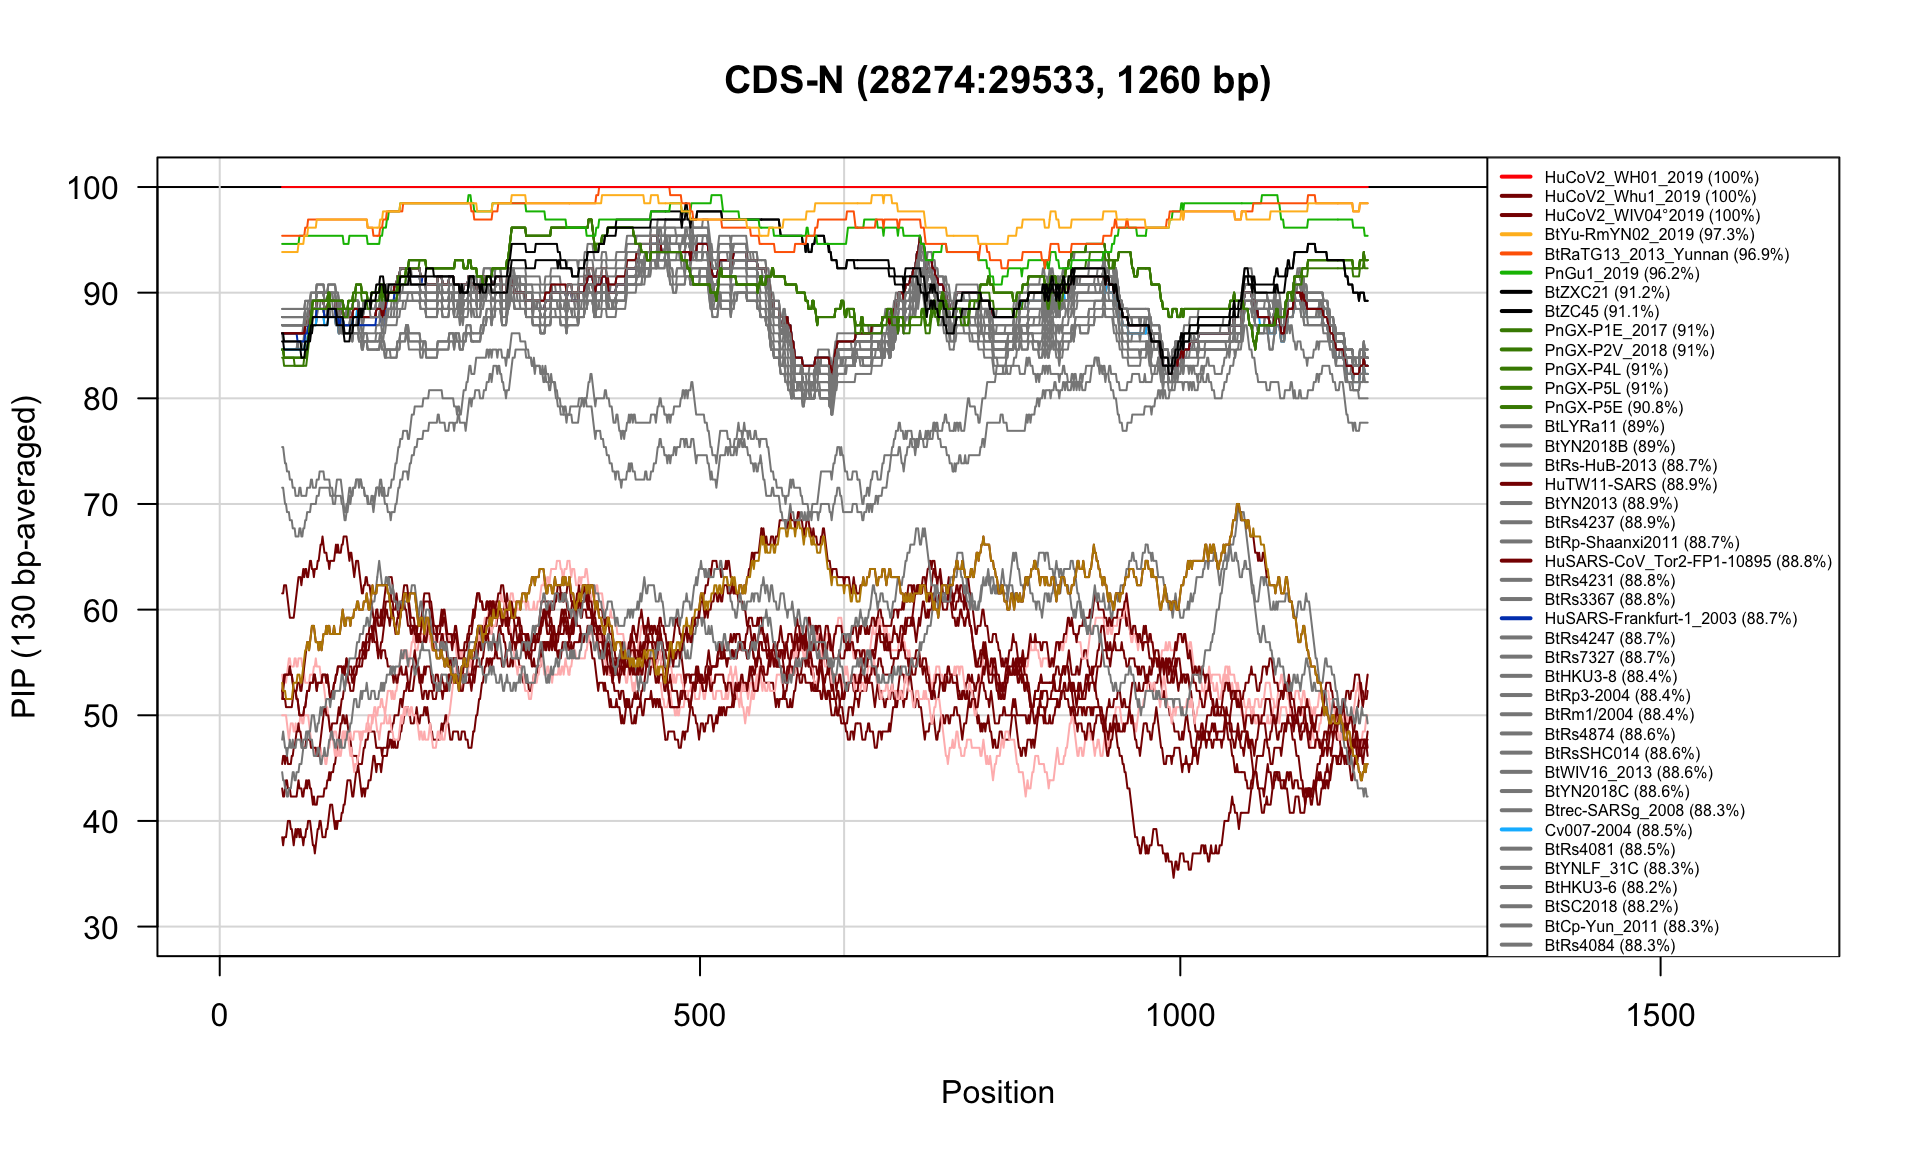 CDS-N (28274:29533, 1260 bp)
PIP (130 bp-averaged)
100
90
80
70
60
50
40
30
HuCoV2_WH01_2019 (100%)
HuCoV2_Whu1_2019 (100%)
HuCoV2_WIV04°2019 (100%)
BtYu-RmYN02_2019 (97.3%)
BtRaTG13_2013_Yunnan (96.9%)
PnGu1_2019 (96.2%)
BtZXC21 (91.2%)
BtZC45 (91.1%)
PnGX-P1E_2017 (91%)
PnGX-P2V_2018 (91%)
PnGX-P4L (91%)
PnGX-P5L (91%)
PnGX-P5E (90.8%)
BtLYRa11 (89%)
BtYN2018B (89%)
BtRs-HuB-2013 (88.7%)
HuTW11-SARS (88.9%)
BtYN2013 (88.9%)
BtRs4237 (88.9%)
BtRp-Shaanxi2011 (88.7%)
HuSARS-CoV_Tor2-FP1-10895 (88.8%)
BtRs4231 (88.8%)
BtRs3367 (88.8%)
HuSARS-Frankfurt-1_2003 (88.7%)
BtRs4247 (88.7%)
BtRs7327 (88.7%)
BtHKU3-8 (88.4%)
BtRp3-2004 (88.4%)
BtRm1/2004 (88.4%)
BtRs4874 (88.6%)
BtRsSHC014 (88.6%)
BtWIV16_2013 (88.6%)
BtYN2018C (88.6%)
Btrec-SARSg_2008 (88.3%)
Cv007-2004 (88.5%)
BtRs4081 (88.5%)
BtYNLF_31C (88.3%)
BtHKU3-6 (88.2%)
BtSC2018 (88.2%)
BtCp-Yun_2011 (88.3%)
BtRs4084 (88.3%)
0
500
1000
1500
Position